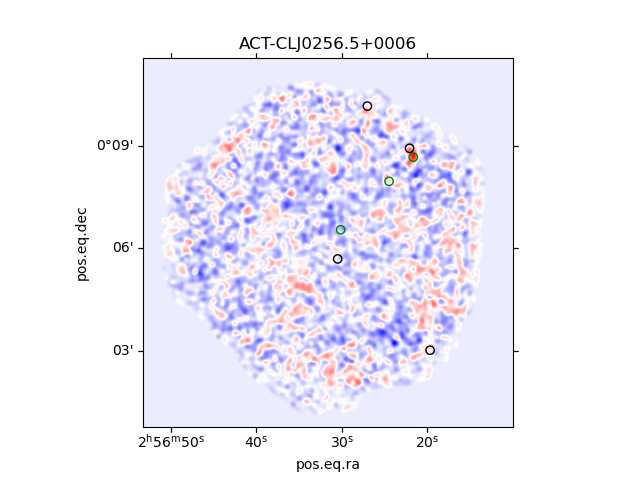 ACT-CLJ0256.5+0006
0°09'
06'
03'
pos.eq.dec
2ʰ56ᵐ50ˢ 40ˢ 30ˢ 20ˢ
pos.eq.ra